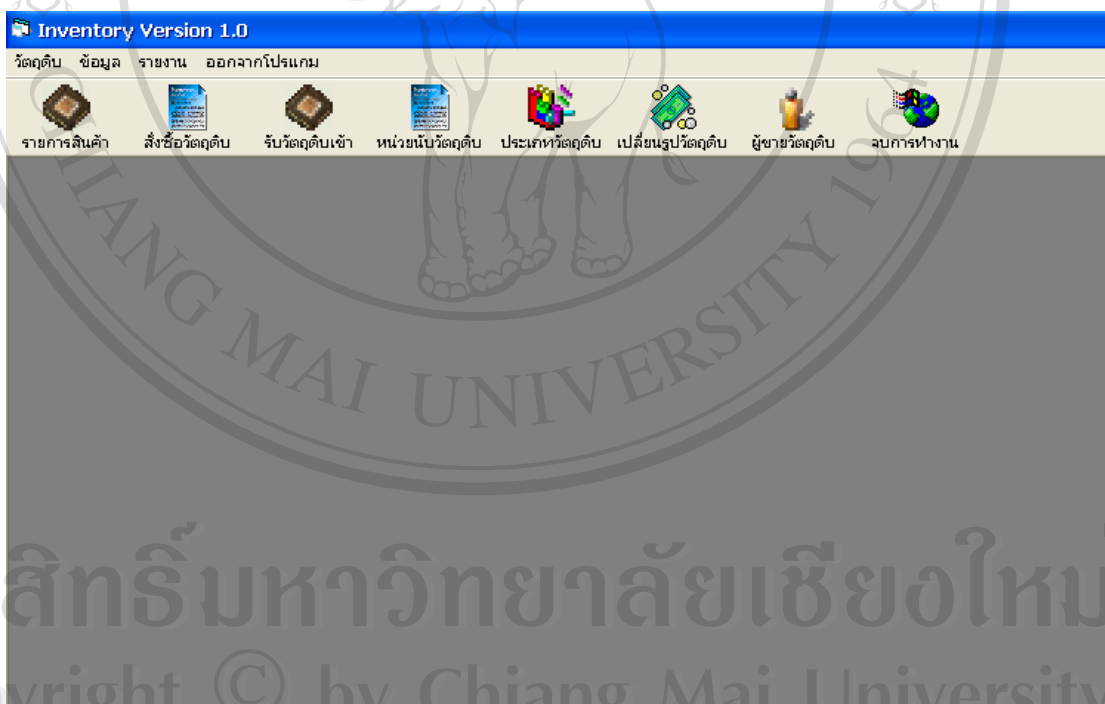 Inventory Version 1.0
วัตถุดิบ ข้อมูล รายงาน ออกจากโปรแกม
รายการสินค้า สั่งซื้อวัตถุดิบ รับวัตถุดิบเข้า หน่วยนับวัตถุดิบ ประเภทวัตถุดิบ เปลี่ยนรูปวัตถุดิบ ผู้ขายวัตถุดิบ จบการทำงาน
CHIANG MAI UNIVERSITY 1964
สิทธิ์มหาวิทยาลัยเชียงใหม่
yright © by Chiang Mai University